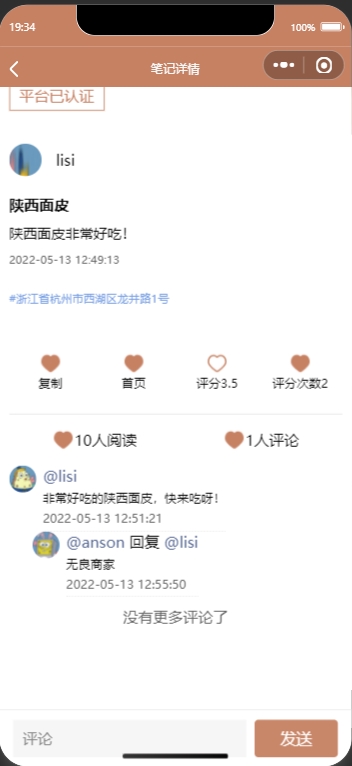 19:34
100%
笔记详情
平台已认证
lisi
陕西面皮
陕西面皮非常好吃！
2022-05-13 12:49:13
#浙江省杭州市西湖区龙井路1号
复制
首页
评分3.5
评分次数2
10人阅读
1人评论
@lisi
非常好吃的陕西面皮，快来吃呀！
2022-05-13 12:51:21
@anson 回复 @lisi
无良商家
2022-05-13 12:55:50
没有更多评论了
评论
发送